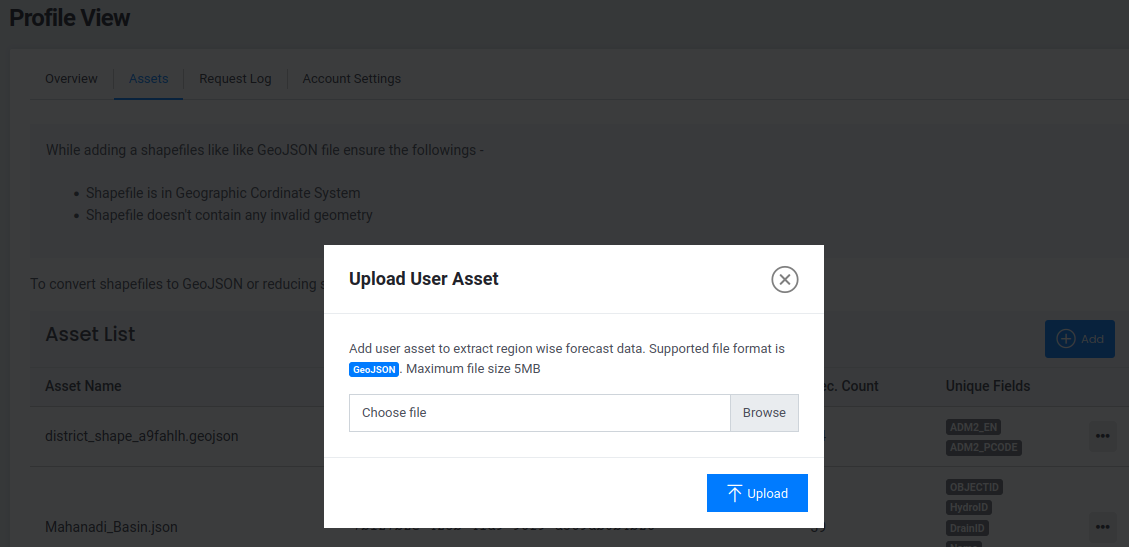 Profile View
Overview
Assets
Request Log
Account Settings
While adding a shapefiles like like GeoJSON file ensure the followings -
Shapefile is in Geographic Cordinate System
Shapefile doesn't contain any invalid geometry
To convert shapefiles to GeoJSON or reducing
Upload User Asset
Add user asset to extract region wise forecast data. Supported file format is
GeoJSON . Maximum file size 5MB
Choose file
Browse
Upload
Asset List
Add
Asset Name
Count
Unique Fields
district_shape_a9fahlh.geojson
ADM2_EN
ADM2_PCODE
Mahanadi_Basin.json
OBJECTID
HydroID
DrainID